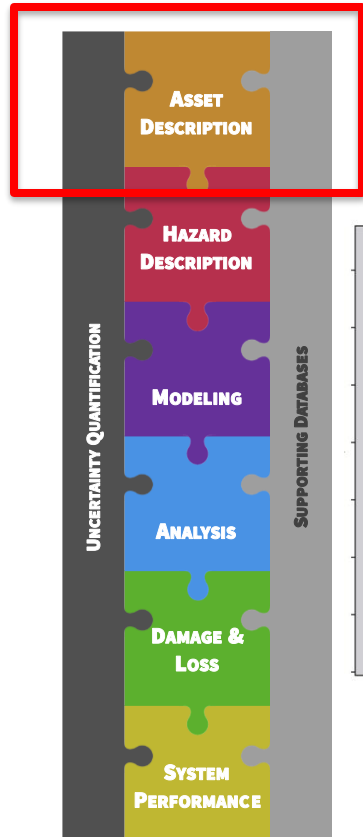 ASSET
DESCRIPTION
HAZARD
DESCRIPTION
MODELING
ANALYSIS
DAMAGE &
LOSS
SYSTEM
PERFORMANCE
UNCERTAINTY QUANTIFICATION
SUPPORTING DATABASES